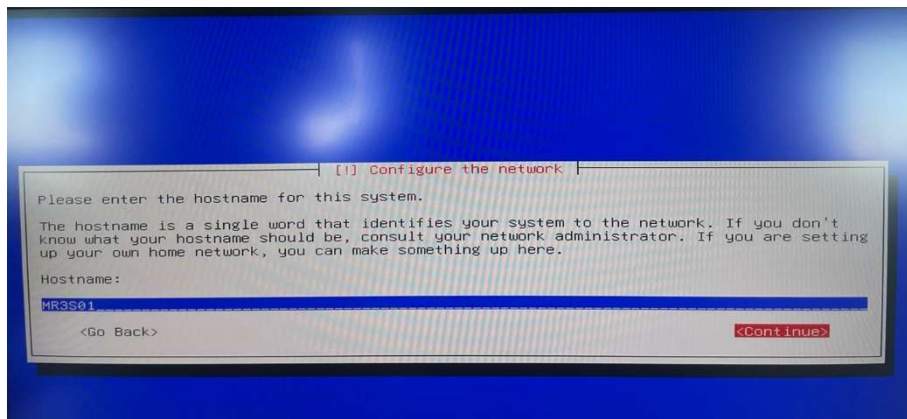 [!] Configure the network
Please enter the hostname for this system.
The hostname is a single word that identifies your system to the network. If you don't
know what your hostname should be, consult your network administrator. If you are setting
up your own home network, you can make something up here.
Hostname:
MR3S01
<Go Back> <Continue>